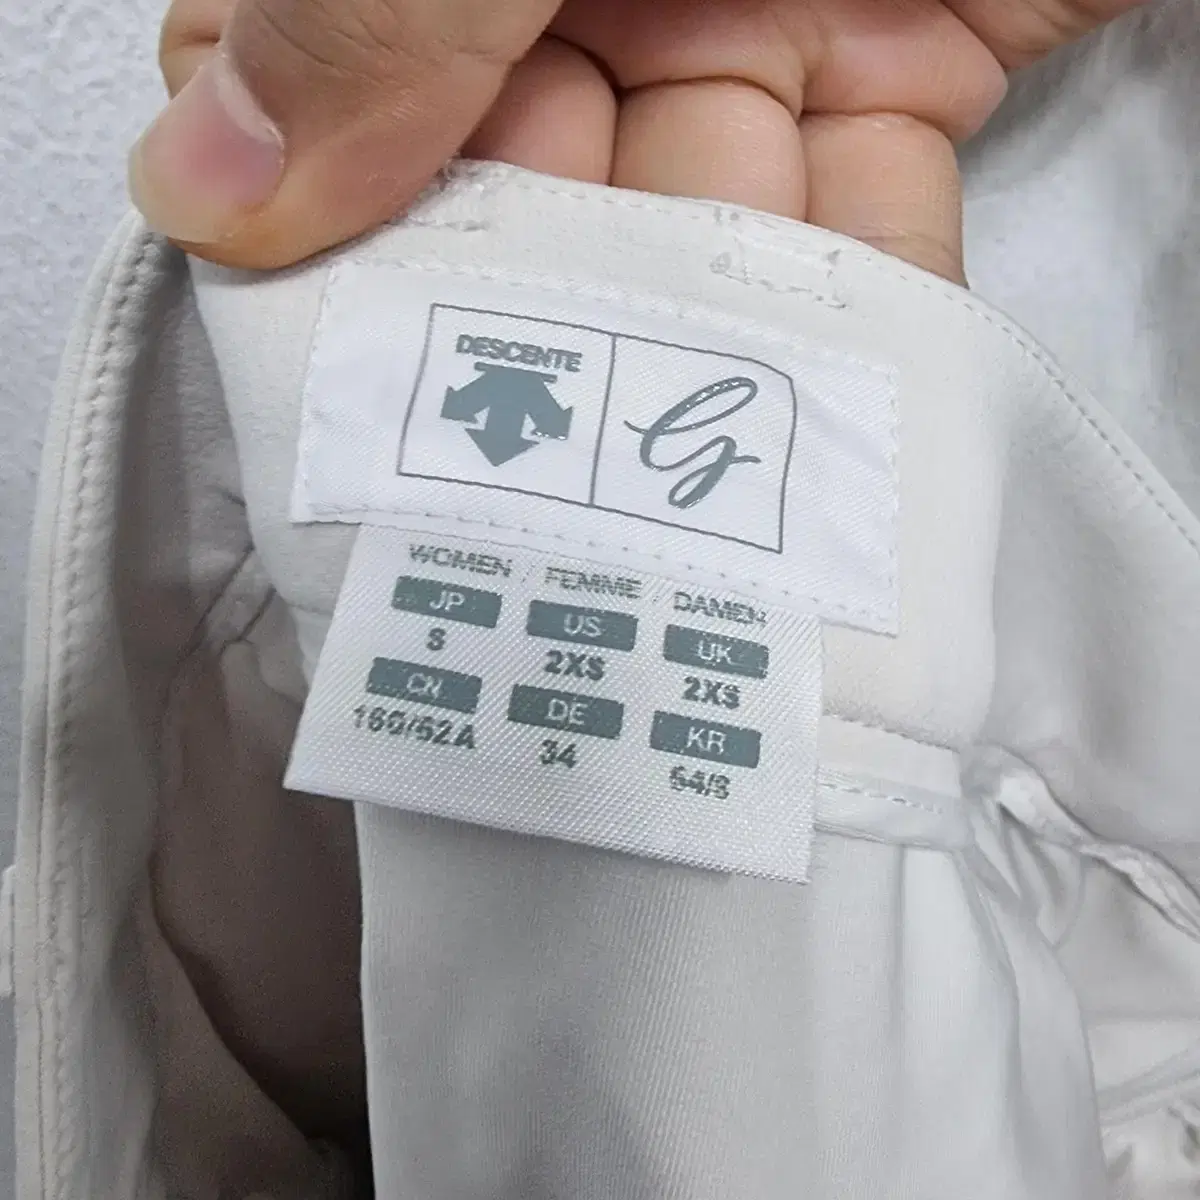 DESCENTE
G
WOMEN / FEMME / DAMEN
JP US UK
S 2XS 2XS
CN DE KR
160/62A 34 64/S